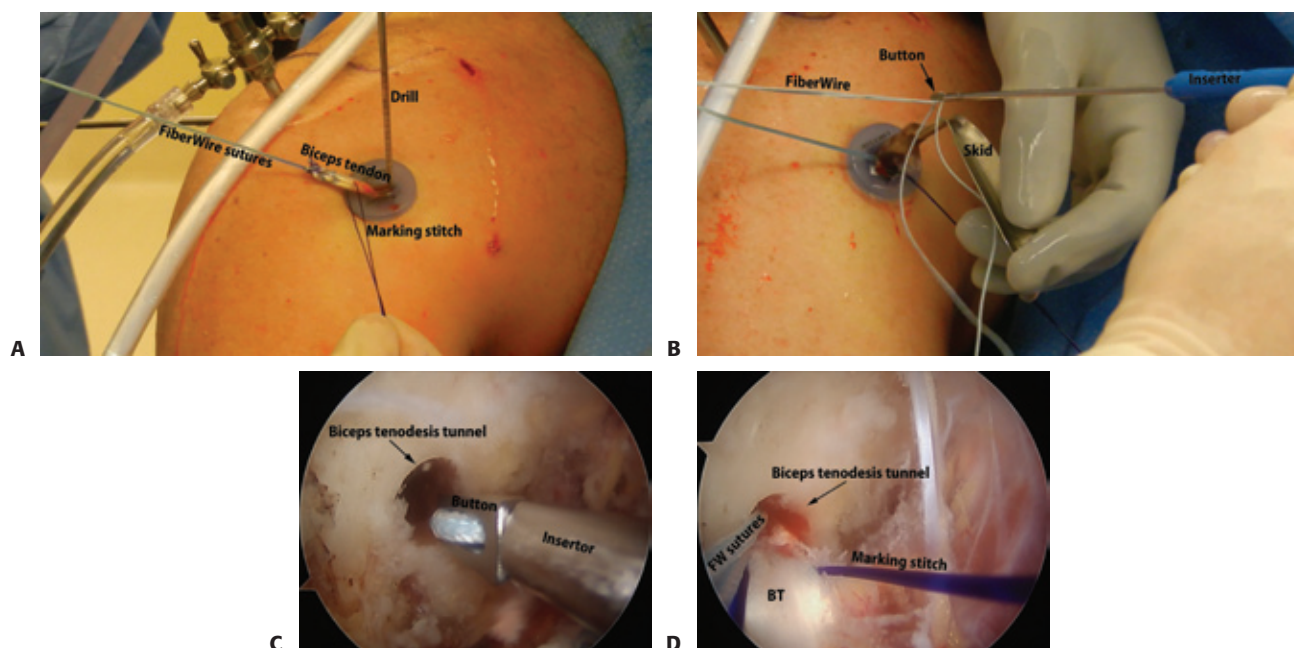 Drill
FiberWire sutures
Biceps tendon
Marking stitch
A
Button
FiberWire
Inserter
Skid
B
Biceps tenodesis tunnel
Button
Insertor
C
Biceps tenodesis tunnel
FW sutures
Marking stitch
BT
D